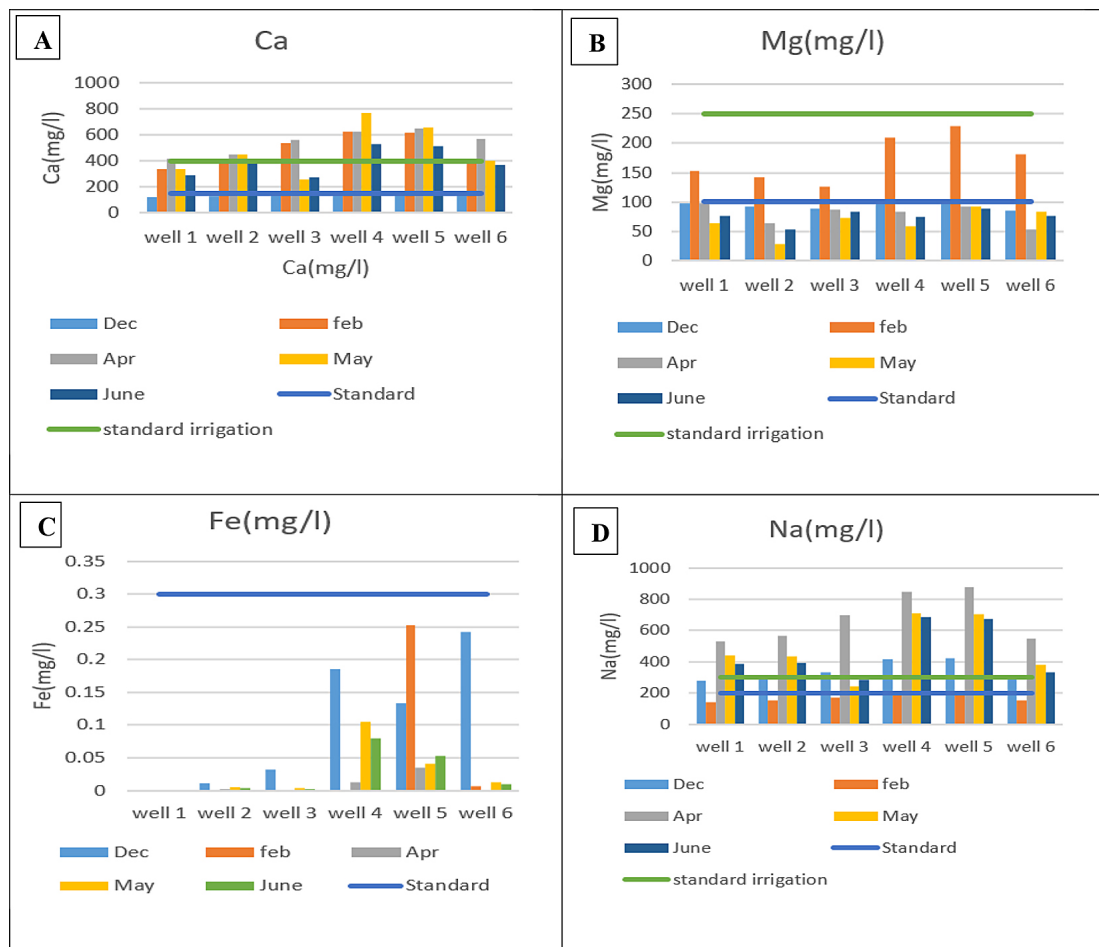 A
Ca
1000
800
600
400
200
0
Ca(mg/l)
well 1 well 2 well 3 well 4 well 5 well 6
Ca(mg/l)
Dec feb
Apr May
June Standard
standard irrigation
B
Mg(mg/l)
300
250
200
150
100
50
0
Mg(mg/l)
well 1 well 2 well 3 well 4 well 5 well 6
Dec feb
Apr May
June Standard
standard irrigation
C
Fe(mg/l)
0.35
0.3
0.25
0.2
0.15
0.1
0.05
0
Fe(mg/l)
well 1 well 2 well 3 well 4 well 5 well 6
Dec feb Apr
May June Standard
D
Na(mg/l)
1000
800
600
400
200
0
Na(mg/l)
well 1 well 2 well 3 well 4 well 5 well 6
Dec feb
Apr May
June Standard
standard irrigation